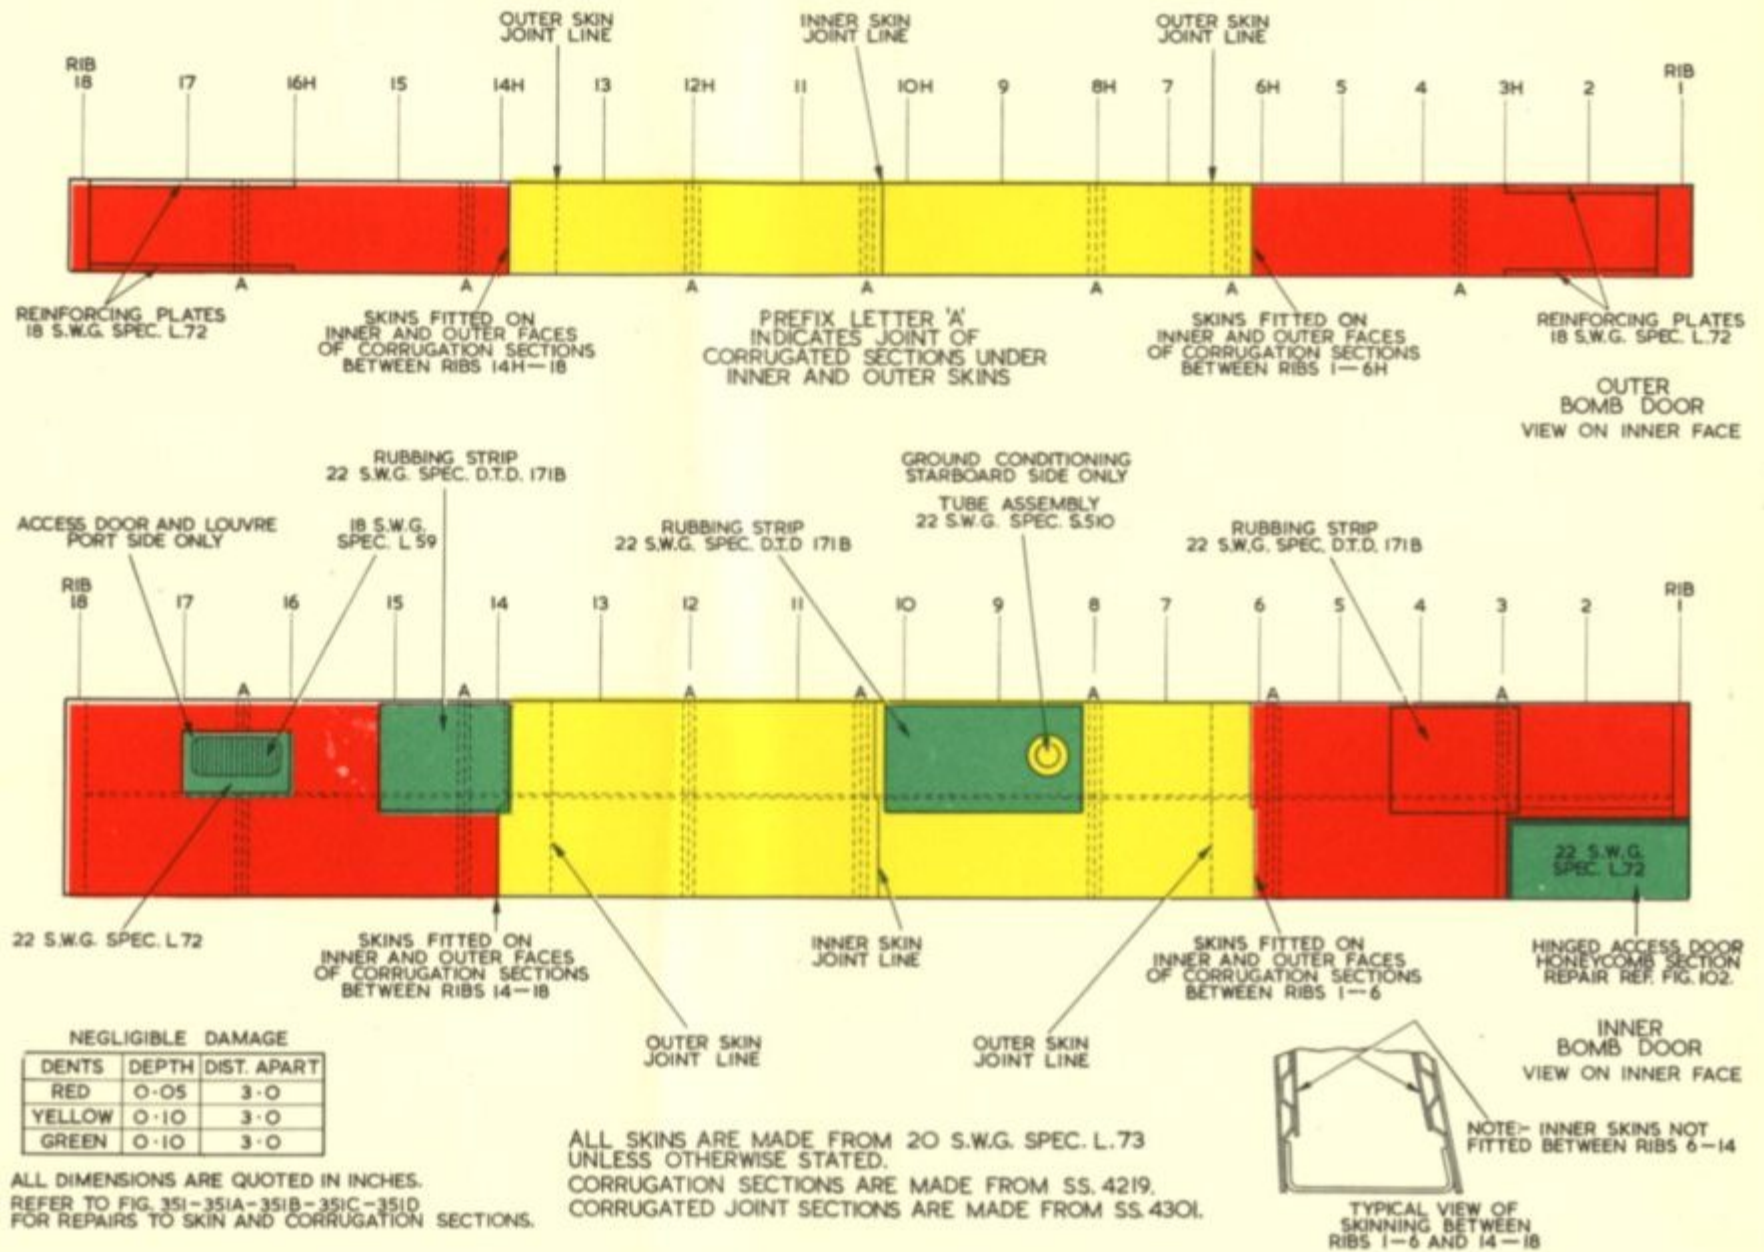 OUTER SKIN
JOINT LINE
INNER SKIN
JOINT LINE
OUTER SKIN
JOINT LINE
RIB
18 17 16H 15 14H 13 12H 11 10H 9 8H 7 6H 5 4 3H 2
RIB
1
A A A A A A A
REINFORCING PLATES
18 S.W.G. SPEC. L.72
SKINS FITTED ON
INNER AND OUTER FACES
OF CORRUGATION SECTIONS
BETWEEN RIBS 14H—18
PREFIX LETTER 'A'
INDICATES JOINT OF
CORRUGATED SECTIONS UNDER
INNER AND OUTER SKINS
SKINS FITTED ON
INNER AND OUTER FACES
OF CORRUGATION SECTIONS
BETWEEN RIBS 1—6H
REINFORCING PLATES
18 S.W.G. SPEC. L.72
OUTER
BOMB DOOR
VIEW ON INNER FACE
RUBBING STRIP
22 S.W.G. SPEC. D.T.D. 171B
GROUND CONDITIONING
STARBOARD SIDE ONLY
TUBE ASSEMBLY
22 S.W.G. SPEC. S.510
ACCESS DOOR AND LOUVRE
PORT SIDE ONLY
18 S.W.G.
SPEC. L 59
RUBBING STRIP
22 S.W.G. SPEC. D.T.D 171B
RUBBING STRIP
22 S.W.G. SPEC. D.T.D. 171B
RIB
18 17 16 15 14 13 12 11 10 9 8 7 6 5 4 3 2
RIB
1
A A A A A A A
22 S.W.G.
SPEC. L.72
22 S.W.G. SPEC. L.72
SKINS FITTED ON
INNER AND OUTER FACES
OF CORRUGATION SECTIONS
BETWEEN RIBS 14—18
INNER SKIN
JOINT LINE
SKINS FITTED ON
INNER AND OUTER FACES
OF CORRUGATION SECTIONS
BETWEEN RIBS 1—6
HINGED ACCESS DOOR
HONEYCOMB SECTION
REPAIR REF. FIG. 102.
OUTER SKIN
JOINT LINE
OUTER SKIN
JOINT LINE
INNER
BOMB DOOR
VIEW ON INNER FACE
NEGLIGIBLE DAMAGE
DENTS DEPTH DIST. APART
RED 0·05 3·0
YELLOW 0·10 3·0
GREEN 0·10 3·0
ALL DIMENSIONS ARE QUOTED IN INCHES.
REFER TO FIG. 351-351A-351B-351C-351D
FOR REPAIRS TO SKIN AND CORRUGATION SECTIONS.
ALL SKINS ARE MADE FROM 20 S.W.G. SPEC. L.73
UNLESS OTHERWISE STATED.
CORRUGATION SECTIONS ARE MADE FROM SS. 4219.
CORRUGATED JOINT SECTIONS ARE MADE FROM SS. 4301.
NOTE:- INNER SKINS NOT
FITTED BETWEEN RIBS 6-14
TYPICAL VIEW OF
SKINNING BETWEEN
RIBS 1—6 AND 14—18